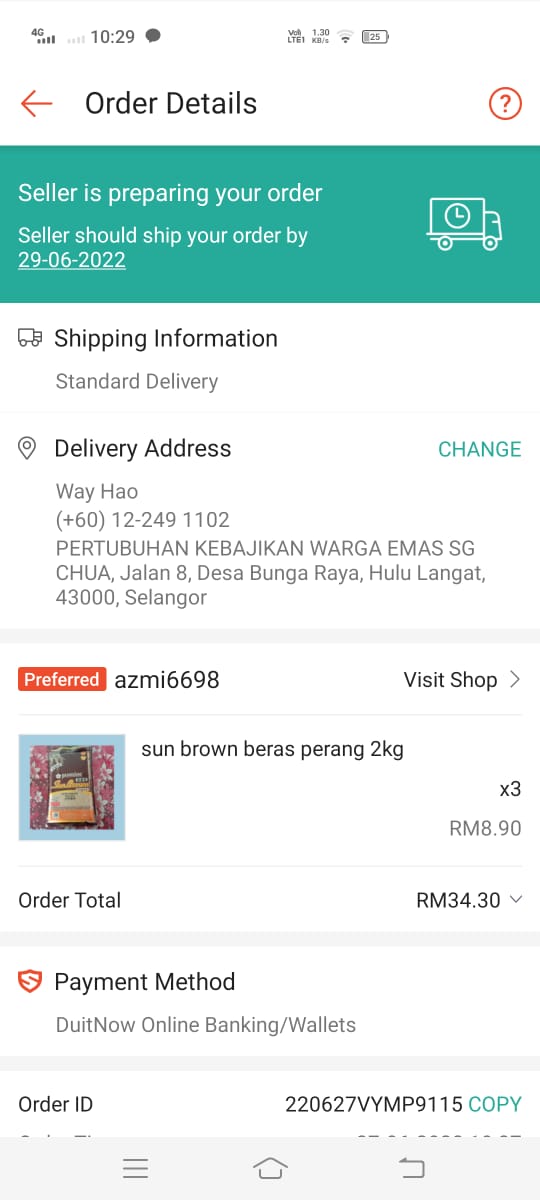 4G 10:29 VoN LTE1 1.30 KB/s 25
Order Details
?
Seller is preparing your order
Seller should ship your order by
29-06-2022
Shipping Information
Standard Delivery
Delivery Address CHANGE
Way Hao
(+60) 12-249 1102
PERTUBUHAN KEBAJIKAN WARGA EMAS SG
CHUA, Jalan 8, Desa Bunga Raya, Hulu Langat,
43000, Selangor
Preferred azmi6698 Visit Shop
sun brown beras perang 2kg
x3
RM8.90
Order Total RM34.30
Payment Method
DuitNow Online Banking/Wallets
Order ID 220627VYMP9115 COPY